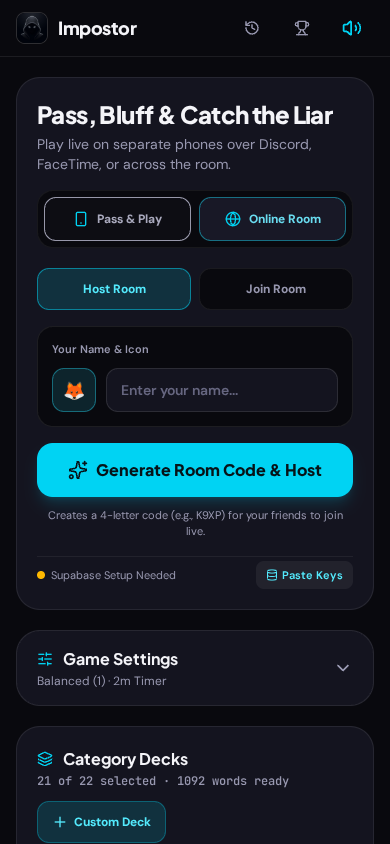 Impostor
Pass, Bluff & Catch the Liar
Play live on separate phones over Discord,
FaceTime, or across the room.
Pass & Play
Online Room
Host Room
Join Room
Your Name & Icon
Enter your name...
Generate Room Code & Host
Creates a 4-letter code (e.g., K9XP) for your friends to join
live.
Supabase Setup Needed
Paste Keys
Game Settings
Balanced (1) · 2m Timer
Category Decks
21 of 22 selected · 1092 words ready
Custom Deck